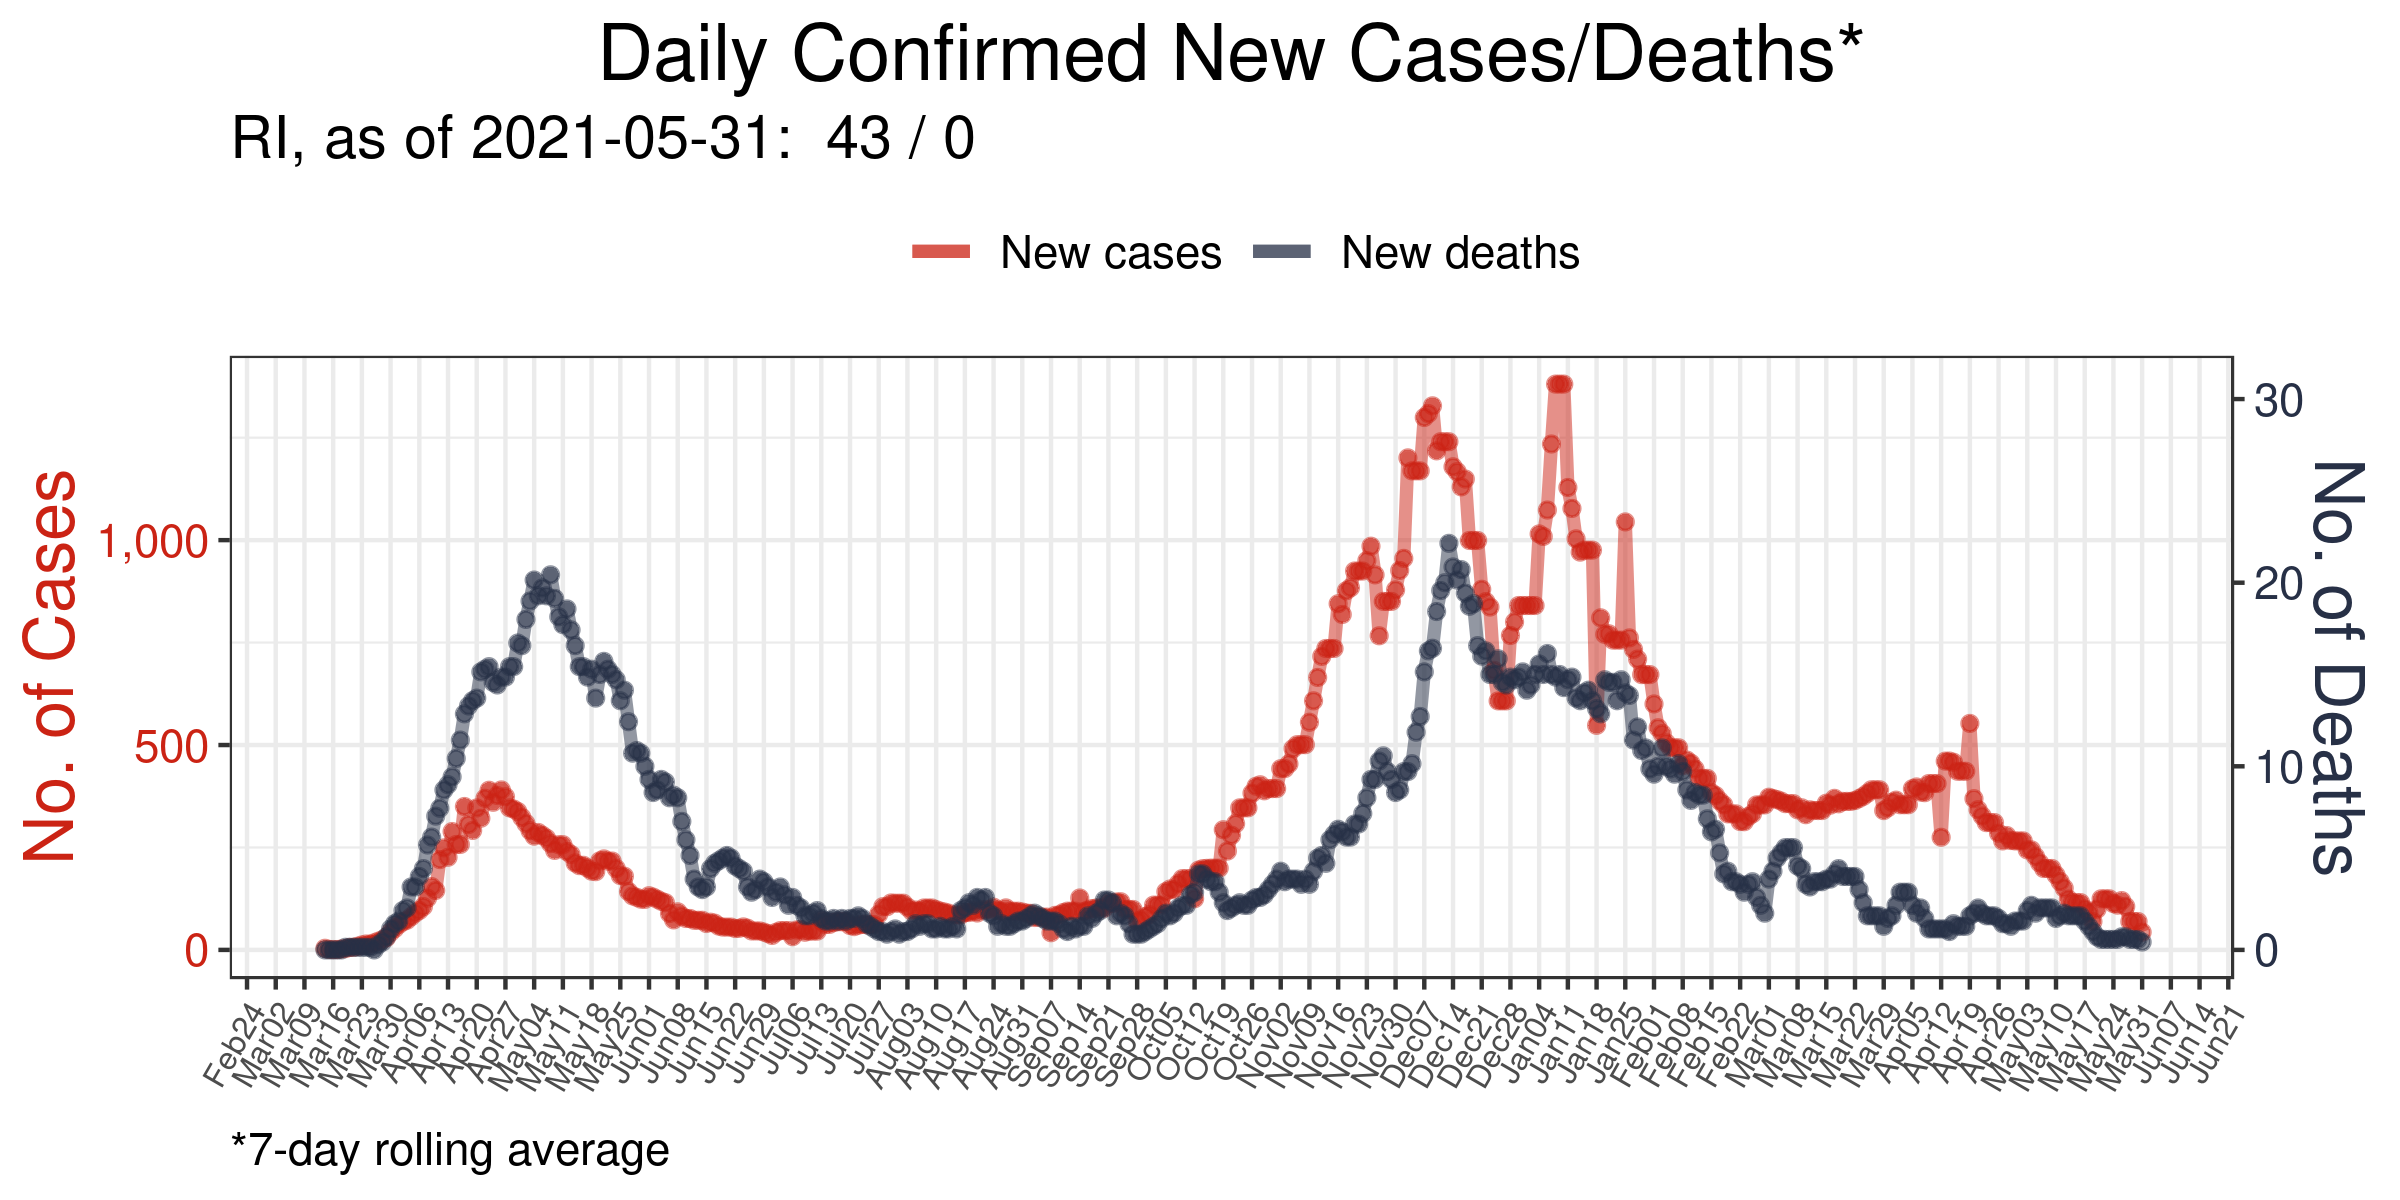 Daily Confirmed New Cases/Deaths*
RI, as of 2021-05-31:  43 / 0
New cases
New deaths
No. of Cases
1,000
500
0
30
20
10
0
No. of Deaths
Feb24
Mar02
Mar09
Mar16
Mar23
Mar30
Apr06
Apr13
Apr20
Apr27
May04
May11
May18
May25
Jun01
Jun08
Jun15
Jun22
Jun29
Jul06
Jul13
Jul20
Jul27
Aug03
Aug10
Aug17
Aug24
Aug31
Sep07
Sep14
Sep21
Sep28
Oct05
Oct12
Oct19
Oct26
Nov02
Nov09
Nov16
Nov23
Nov30
Dec07
Dec14
Dec21
Dec28
Jan04
Jan11
Jan18
Jan25
Feb01
Feb08
Feb15
Feb22
Mar01
Mar08
Mar15
Mar22
Mar29
Apr05
Apr12
Apr19
Apr26
May03
May10
May17
May24
May31
Jun07
Jun14
Jun21
*7-day rolling average